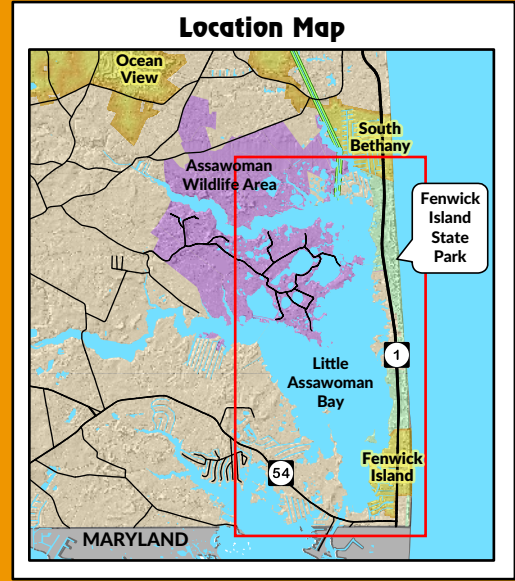 Location Map
Ocean
View
South
Bethany
Assawoman
Wildlife Area
Fenwick
Island
State
Park
1
Little
Assawoman
Bay
Fenwick
Island
54
MARYLAND